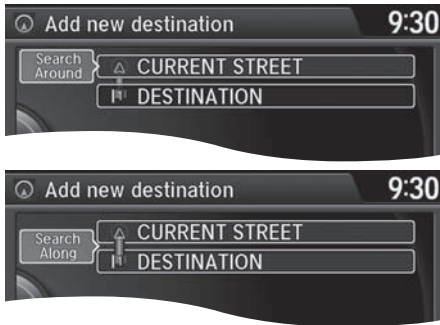 Add new destination 9:30
Search
Around
CURRENT STREET
DESTINATION
Add new destination 9:30
Search
Along
CURRENT STREET
DESTINATION